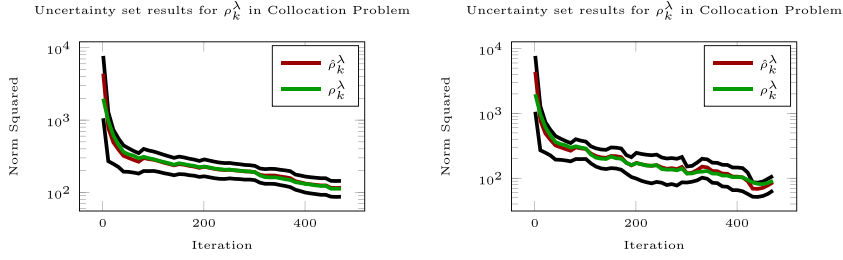 Uncertainty set results for ρ_k^λ in Collocation Problem
10^4
10^3
10^2
Norm Squared
0 200 400
Iteration
ρ̂_k^λ
ρ_k^λ
Uncertainty set results for ρ_k^λ in Collocation Problem
10^4
10^3
10^2
Norm Squared
0 200 400
Iteration
ρ̂_k^λ
ρ_k^λ